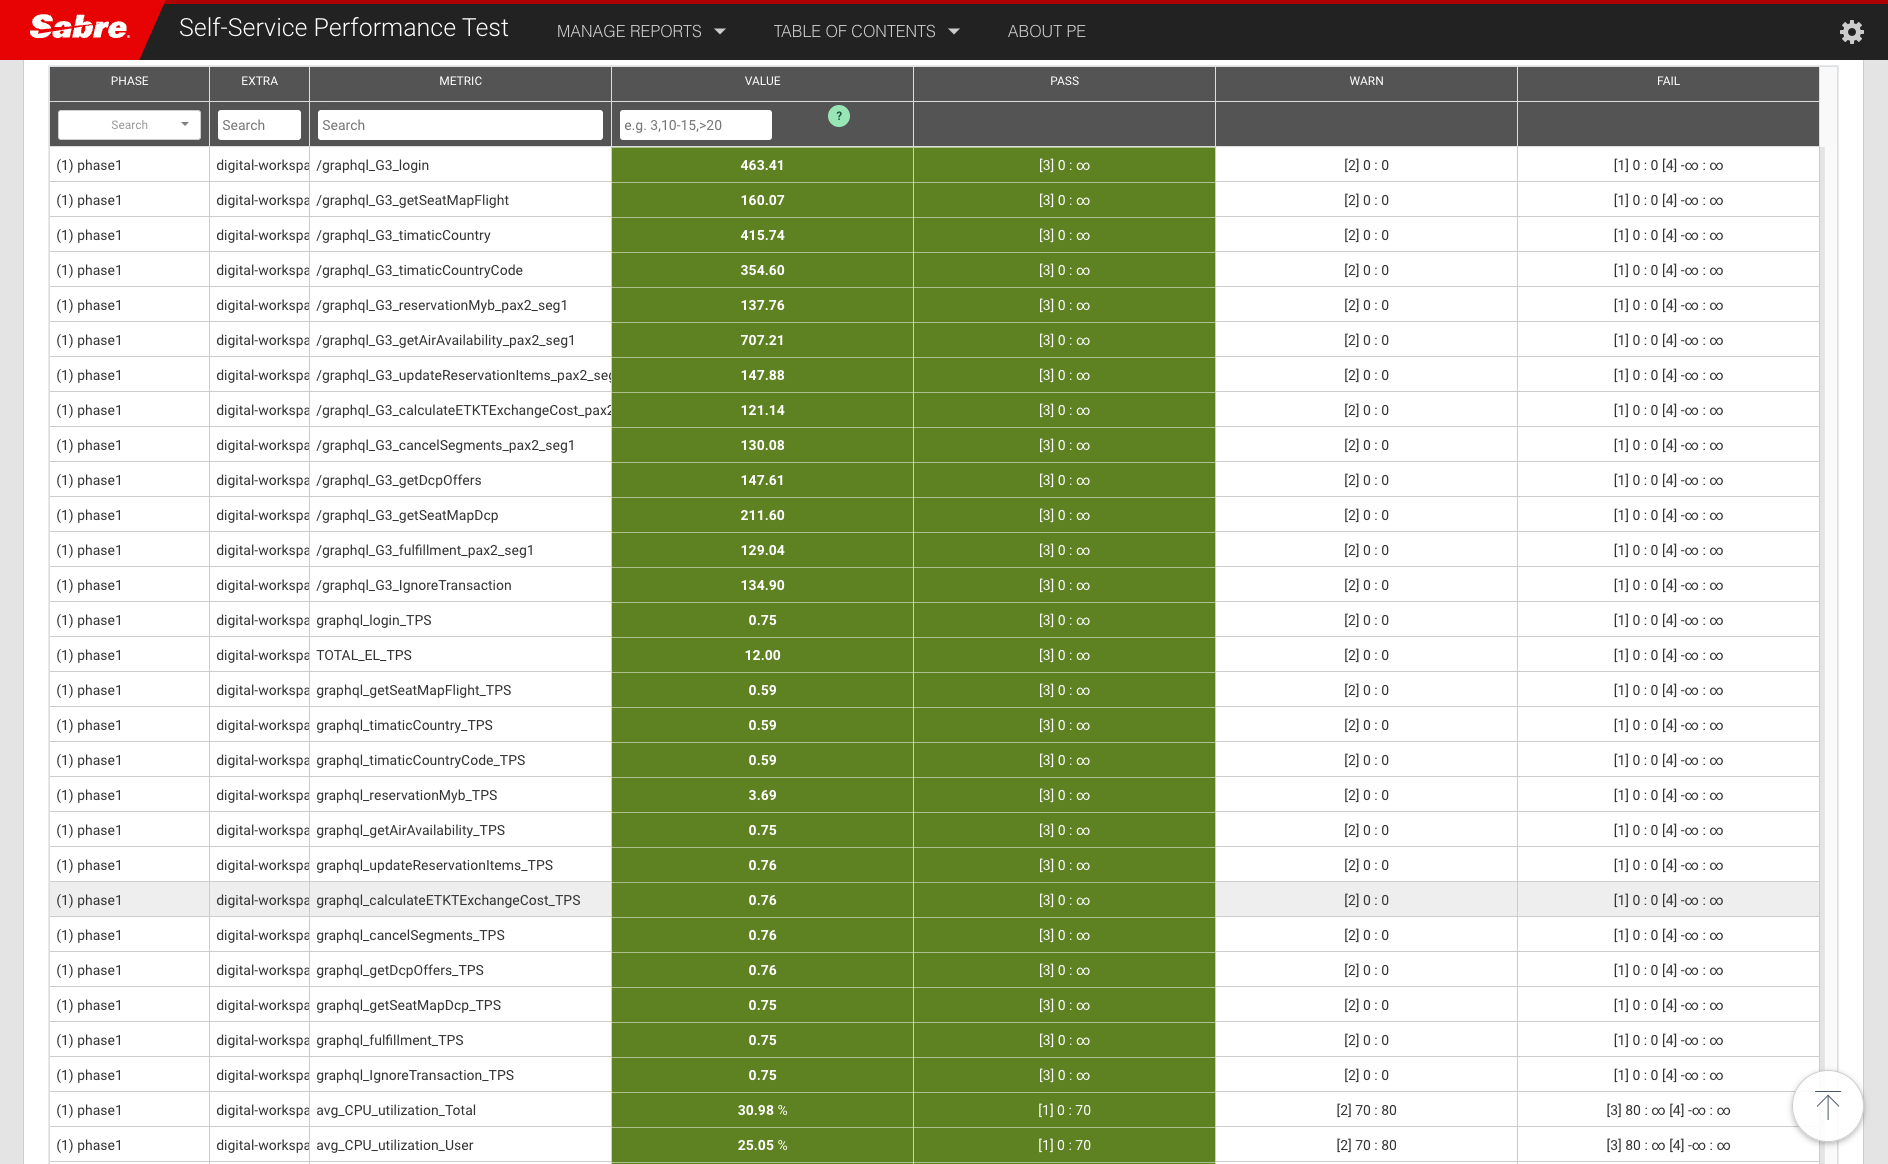 Sabre. Self-Service Performance Test MANAGE REPORTS TABLE OF CONTENTS ABOUT PE
PHASE EXTRA METRIC VALUE PASS WARN FAIL
Search Search Search e.g. 3,10-15,>20 ?
(1) phase1 digital-workspa /graphql_G3_login 463.41 [3] 0 : ∞ [2] 0 : 0 [1] 0 : 0 [4] -∞ : ∞
(1) phase1 digital-workspa /graphql_G3_getSeatMapFlight 160.07 [3] 0 : ∞ [2] 0 : 0 [1] 0 : 0 [4] -∞ : ∞
(1) phase1 digital-workspa /graphql_G3_timaticCountry 415.74 [3] 0 : ∞ [2] 0 : 0 [1] 0 : 0 [4] -∞ : ∞
(1) phase1 digital-workspa /graphql_G3_timaticCountryCode 354.60 [3] 0 : ∞ [2] 0 : 0 [1] 0 : 0 [4] -∞ : ∞
(1) phase1 digital-workspa /graphql_G3_reservationMyb_pax2_seg1 137.76 [3] 0 : ∞ [2] 0 : 0 [1] 0 : 0 [4] -∞ : ∞
(1) phase1 digital-workspa /graphql_G3_getAirAvailability_pax2_seg1 707.21 [3] 0 : ∞ [2] 0 : 0 [1] 0 : 0 [4] -∞ : ∞
(1) phase1 digital-workspa /graphql_G3_updateReservationItems_pax2_seg 147.88 [3] 0 : ∞ [2] 0 : 0 [1] 0 : 0 [4] -∞ : ∞
(1) phase1 digital-workspa /graphql_G3_calculateETKTExchangeCost_pax2 121.14 [3] 0 : ∞ [2] 0 : 0 [1] 0 : 0 [4] -∞ : ∞
(1) phase1 digital-workspa /graphql_G3_cancelSegments_pax2_seg1 130.08 [3] 0 : ∞ [2] 0 : 0 [1] 0 : 0 [4] -∞ : ∞
(1) phase1 digital-workspa /graphql_G3_getDcpOffers 147.61 [3] 0 : ∞ [2] 0 : 0 [1] 0 : 0 [4] -∞ : ∞
(1) phase1 digital-workspa /graphql_G3_getSeatMapDcp 211.60 [3] 0 : ∞ [2] 0 : 0 [1] 0 : 0 [4] -∞ : ∞
(1) phase1 digital-workspa /graphql_G3_fulfillment_pax2_seg1 129.04 [3] 0 : ∞ [2] 0 : 0 [1] 0 : 0 [4] -∞ : ∞
(1) phase1 digital-workspa /graphql_G3_IgnoreTransaction 134.90 [3] 0 : ∞ [2] 0 : 0 [1] 0 : 0 [4] -∞ : ∞
(1) phase1 digital-workspa graphql_login_TPS 0.75 [3] 0 : ∞ [2] 0 : 0 [1] 0 : 0 [4] -∞ : ∞
(1) phase1 digital-workspa TOTAL_EL_TPS 12.00 [3] 0 : ∞ [2] 0 : 0 [1] 0 : 0 [4] -∞ : ∞
(1) phase1 digital-workspa graphql_getSeatMapFlight_TPS 0.59 [3] 0 : ∞ [2] 0 : 0 [1] 0 : 0 [4] -∞ : ∞
(1) phase1 digital-workspa graphql_timaticCountry_TPS 0.59 [3] 0 : ∞ [2] 0 : 0 [1] 0 : 0 [4] -∞ : ∞
(1) phase1 digital-workspa graphql_timaticCountryCode_TPS 0.59 [3] 0 : ∞ [2] 0 : 0 [1] 0 : 0 [4] -∞ : ∞
(1) phase1 digital-workspa graphql_reservationMyb_TPS 3.69 [3] 0 : ∞ [2] 0 : 0 [1] 0 : 0 [4] -∞ : ∞
(1) phase1 digital-workspa graphql_getAirAvailability_TPS 0.75 [3] 0 : ∞ [2] 0 : 0 [1] 0 : 0 [4] -∞ : ∞
(1) phase1 digital-workspa graphql_updateReservationItems_TPS 0.76 [3] 0 : ∞ [2] 0 : 0 [1] 0 : 0 [4] -∞ : ∞
(1) phase1 digital-workspa graphql_calculateETKTExchangeCost_TPS 0.76 [3] 0 : ∞ [2] 0 : 0 [1] 0 : 0 [4] -∞ : ∞
(1) phase1 digital-workspa graphql_cancelSegments_TPS 0.76 [3] 0 : ∞ [2] 0 : 0 [1] 0 : 0 [4] -∞ : ∞
(1) phase1 digital-workspa graphql_getDcpOffers_TPS 0.76 [3] 0 : ∞ [2] 0 : 0 [1] 0 : 0 [4] -∞ : ∞
(1) phase1 digital-workspa graphql_getSeatMapDcp_TPS 0.75 [3] 0 : ∞ [2] 0 : 0 [1] 0 : 0 [4] -∞ : ∞
(1) phase1 digital-workspa graphql_fulfillment_TPS 0.75 [3] 0 : ∞ [2] 0 : 0 [1] 0 : 0 [4] -∞ : ∞
(1) phase1 digital-workspa graphql_IgnoreTransaction_TPS 0.75 [3] 0 : ∞ [2] 0 : 0 [1] 0 : 0 [4] -∞ : ∞
(1) phase1 digital-workspa avg_CPU_utilization_Total 30.98 % [1] 0 : 70 [2] 70 : 80 [3] 80 : ∞ [4] -∞ : ∞
(1) phase1 digital-workspa avg_CPU_utilization_User 25.05 % [1] 0 : 70 [2] 70 : 80 [3] 80 : ∞ [4] -∞ : ∞